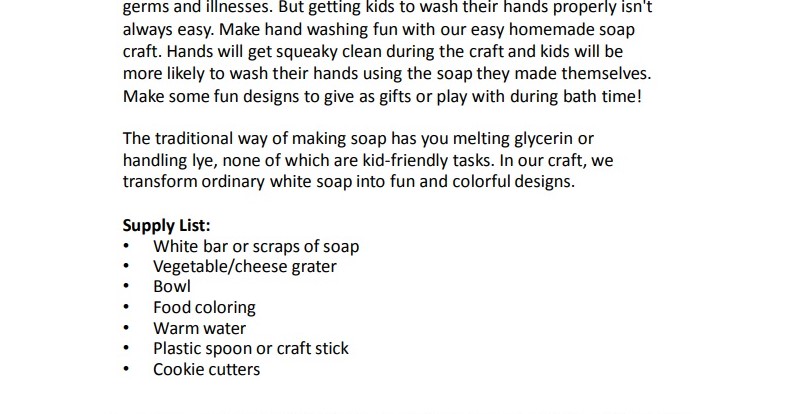 germs and illnesses. But getting kids to wash their hands properly isn't
always easy. Make hand washing fun with our easy homemade soap
craft. Hands will get squeaky clean during the craft and kids will be
more likely to wash their hands using the soap they made themselves.
Make some fun designs to give as gifts or play with during bath time!
The traditional way of making soap has you melting glycerin or
handling lye, none of which are kid-friendly tasks. In our craft, we
transform ordinary white soap into fun and colorful designs.
Supply List:
• White bar or scraps of soap
• Vegetable/cheese grater
• Bowl
• Food coloring
• Warm water
• Plastic spoon or craft stick
• Cookie cutters